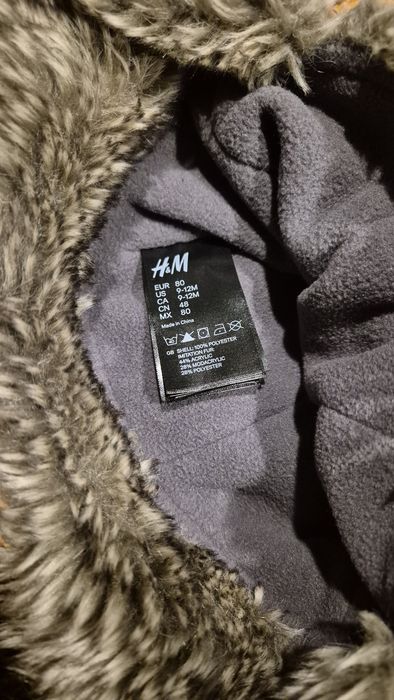 H&M
EUR 80
US 9-12M
CA 9-12M
CN 48
MX 80
Made in China
GB SHELL: 100% POLYESTER
IMITATION FUR:
44% ACRYLIC
28% MODACRYLIC
28% POLYESTER